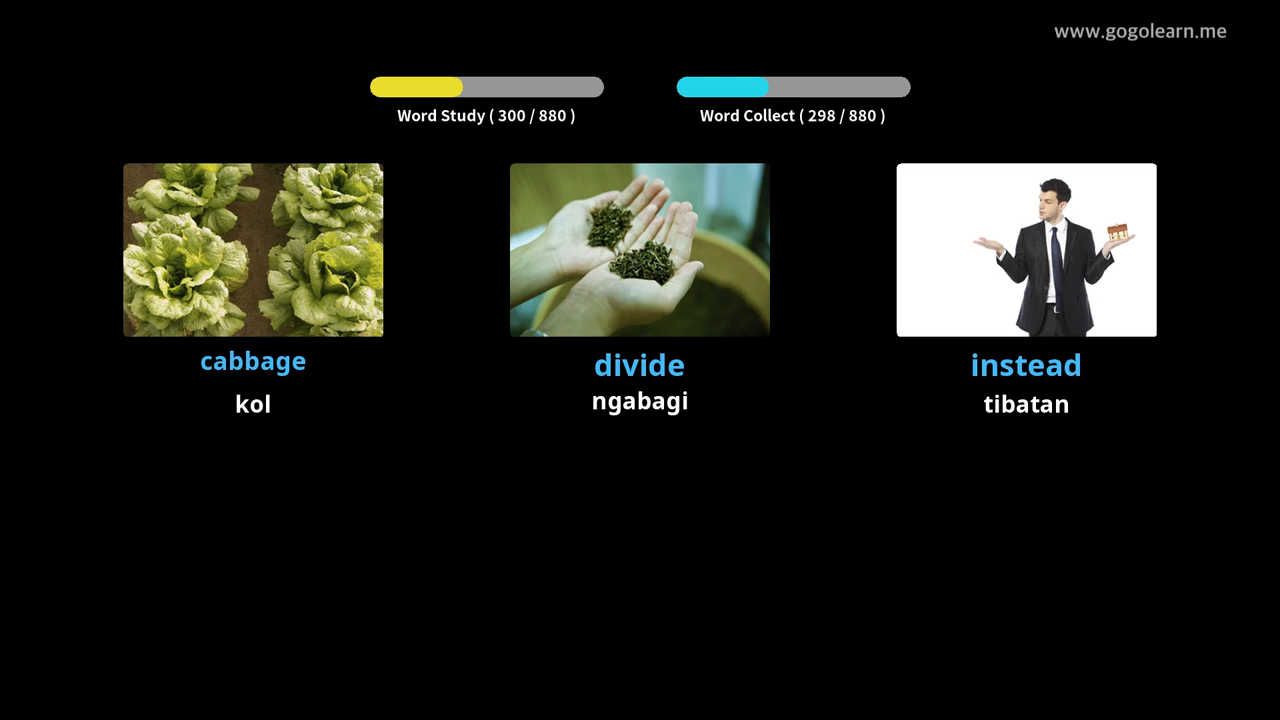 www.gogolearn.me
Word Study ( 300 / 880 )
Word Collect ( 298 / 880 )
cabbage
kol
divide
ngabagi
instead
tibatan